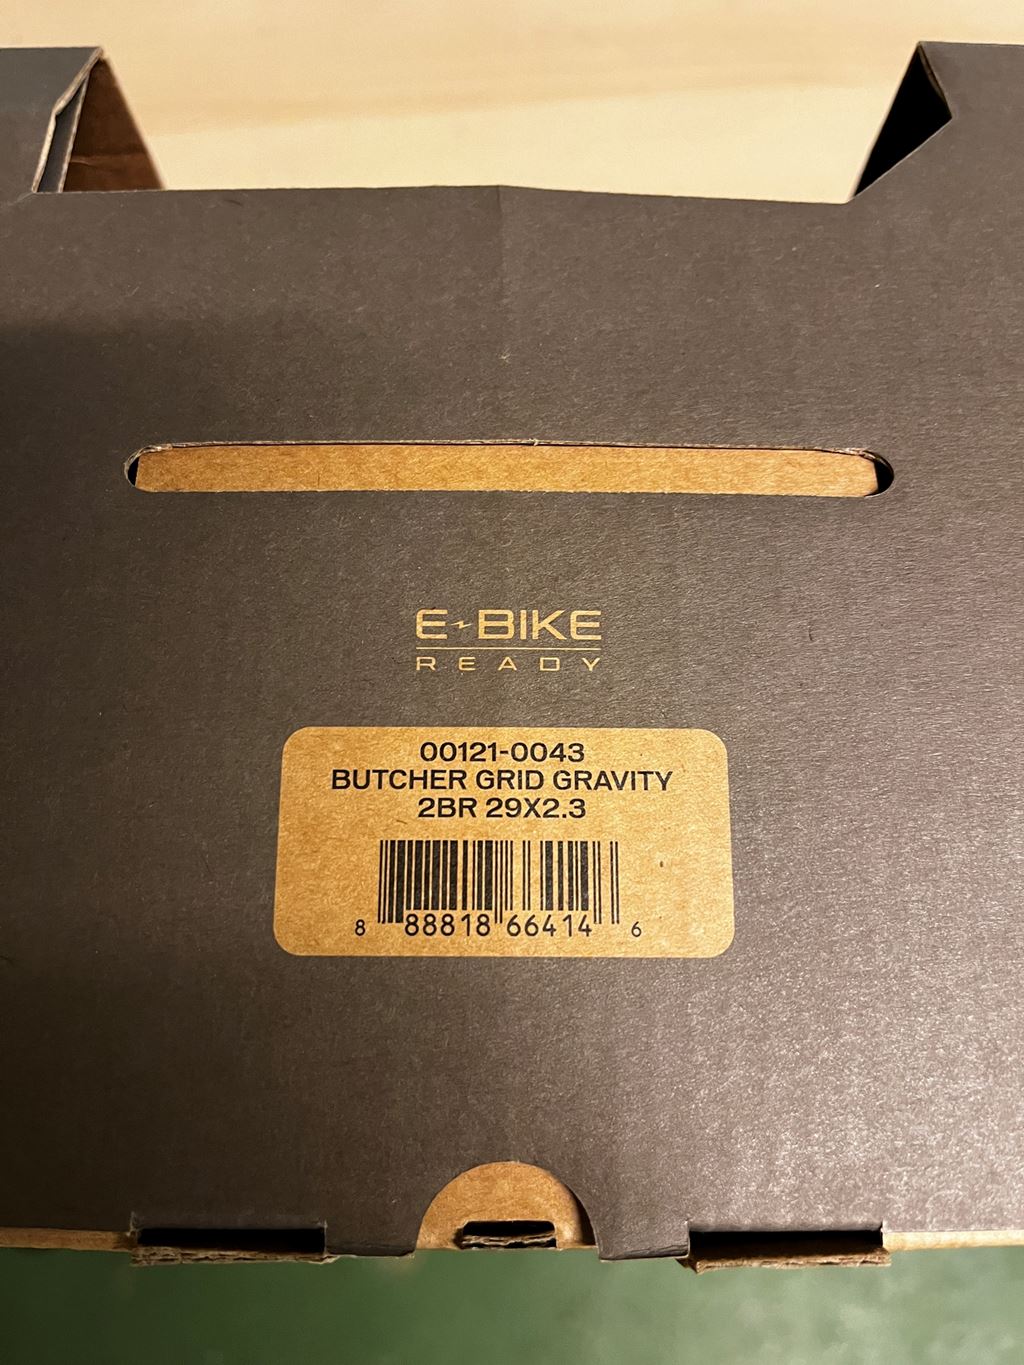 E-BIKE
READY
00121-0043
BUTCHER GRID GRAVITY
2BR 29X2.3
8 88818 66414 6